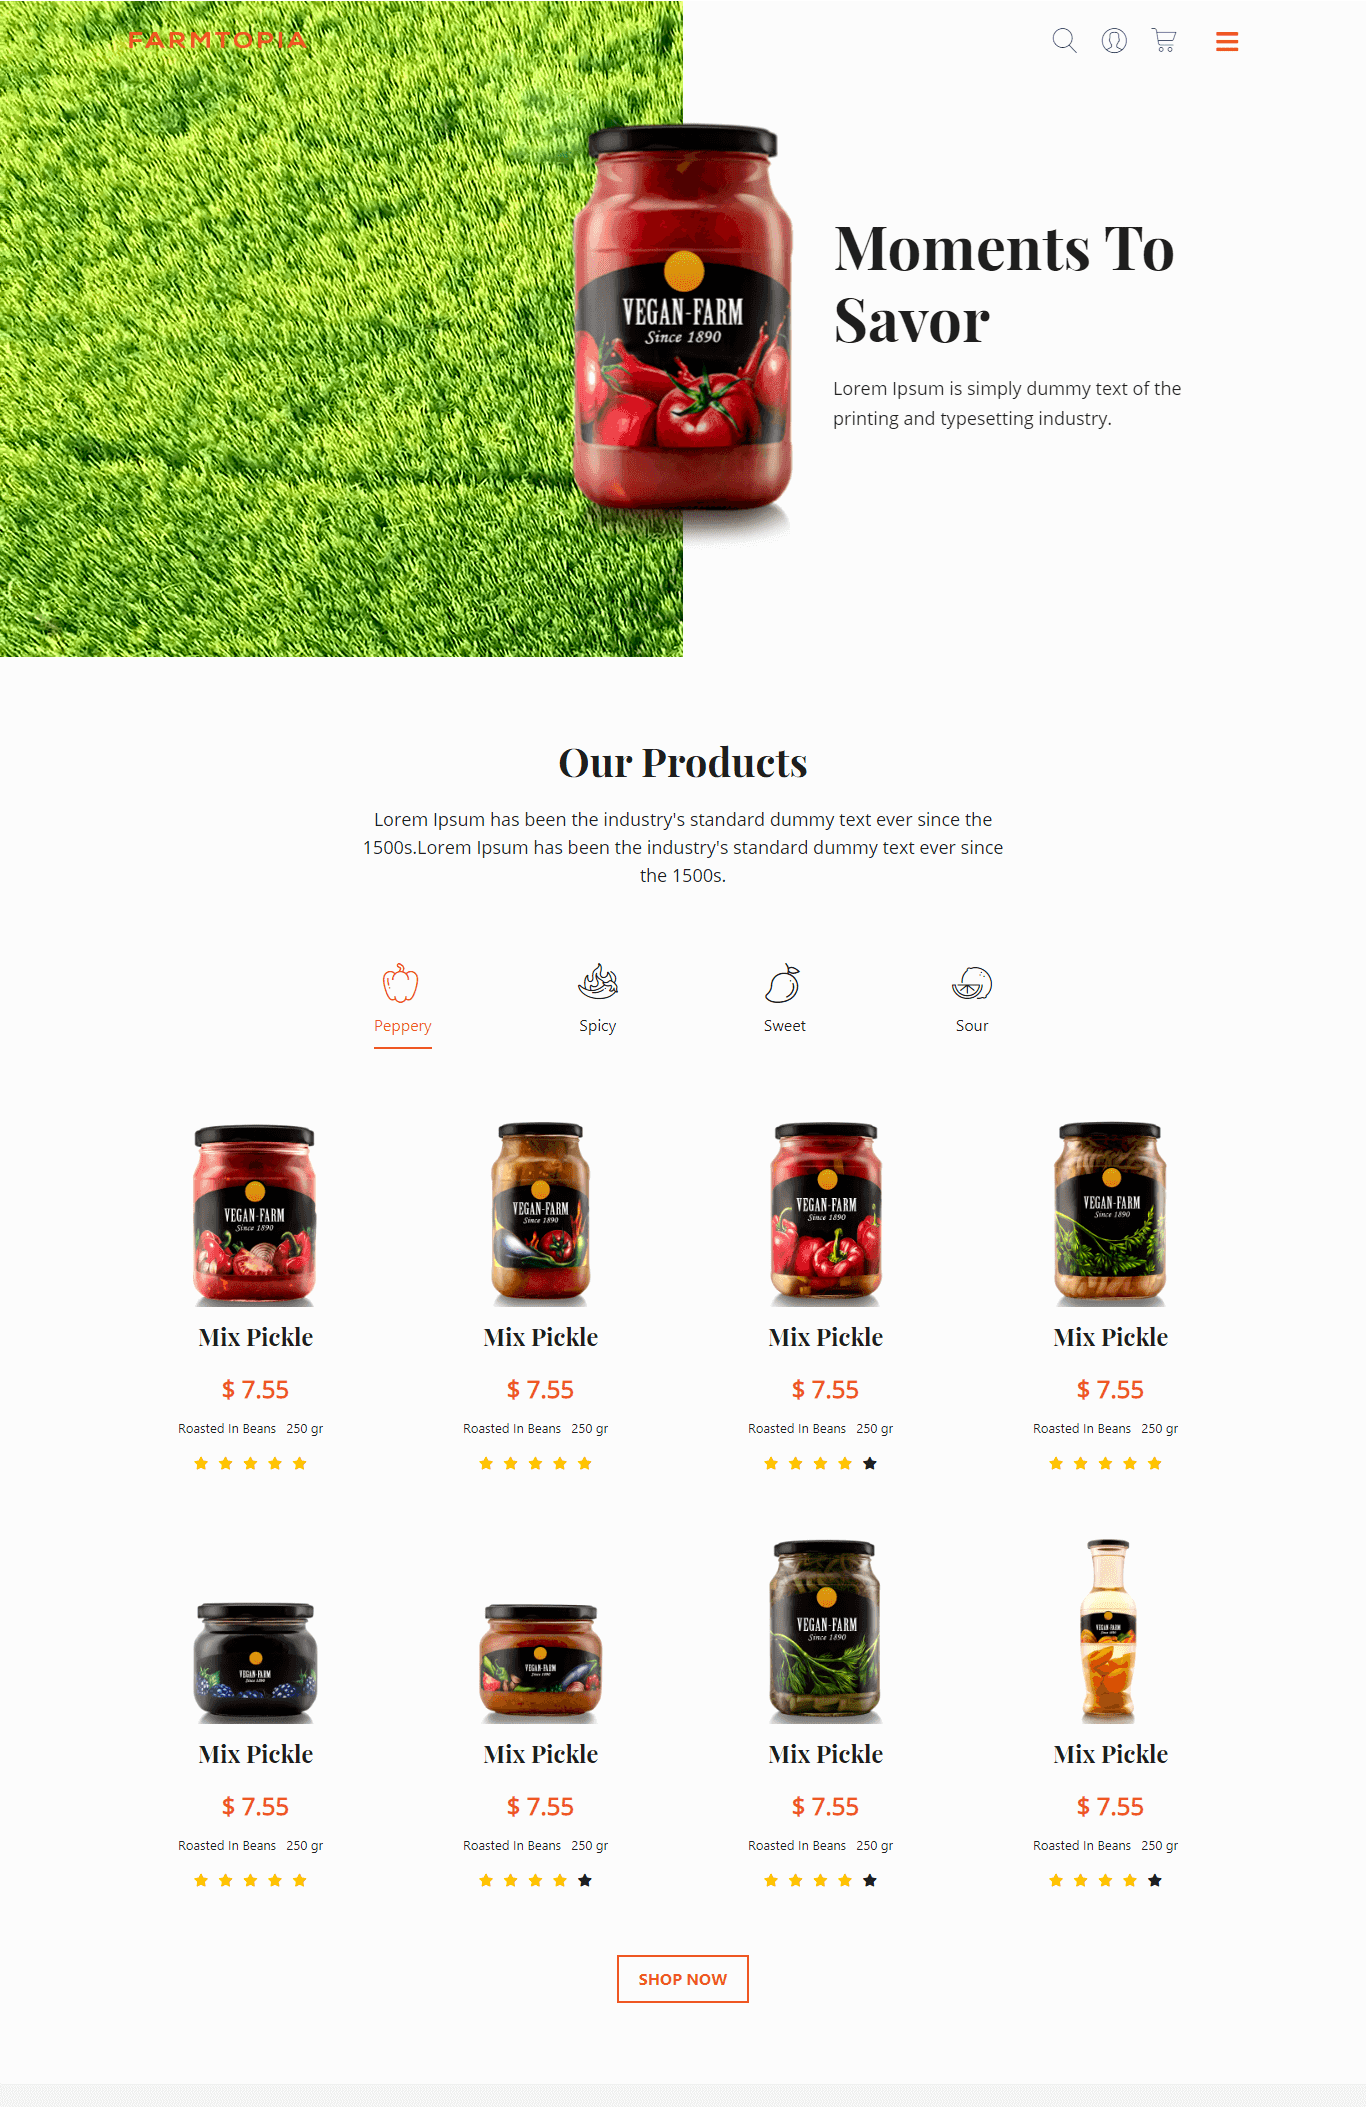 FARMTOPIA
VEGAN-FARM
Since 1890
Moments To
Savor
Lorem Ipsum is simply dummy text of the
printing and typesetting industry.
Our Products
Lorem Ipsum has been the industry's standard dummy text ever since the
1500s.Lorem Ipsum has been the industry's standard dummy text ever since
the 1500s.
Peppery
Spicy
Sweet
Sour
VEGAN-FARM
Since 1890
VEGAN-FARM
Since 1890
VEGAN-FARM
Since 1890
VEGAN-FARM
Since 1890
Mix Pickle
Mix Pickle
Mix Pickle
Mix Pickle
$ 7.55
$ 7.55
$ 7.55
$ 7.55
Roasted In Beans 250 gr
Roasted In Beans 250 gr
Roasted In Beans 250 gr
Roasted In Beans 250 gr
VEGAN-FARM
Since 1890
VEGAN-FARM
Since 1890
VEGAN-FARM
Since 1890
VEGAN-FARM
Since 1890
Mix Pickle
Mix Pickle
Mix Pickle
Mix Pickle
$ 7.55
$ 7.55
$ 7.55
$ 7.55
Roasted In Beans 250 gr
Roasted In Beans 250 gr
Roasted In Beans 250 gr
Roasted In Beans 250 gr
SHOP NOW